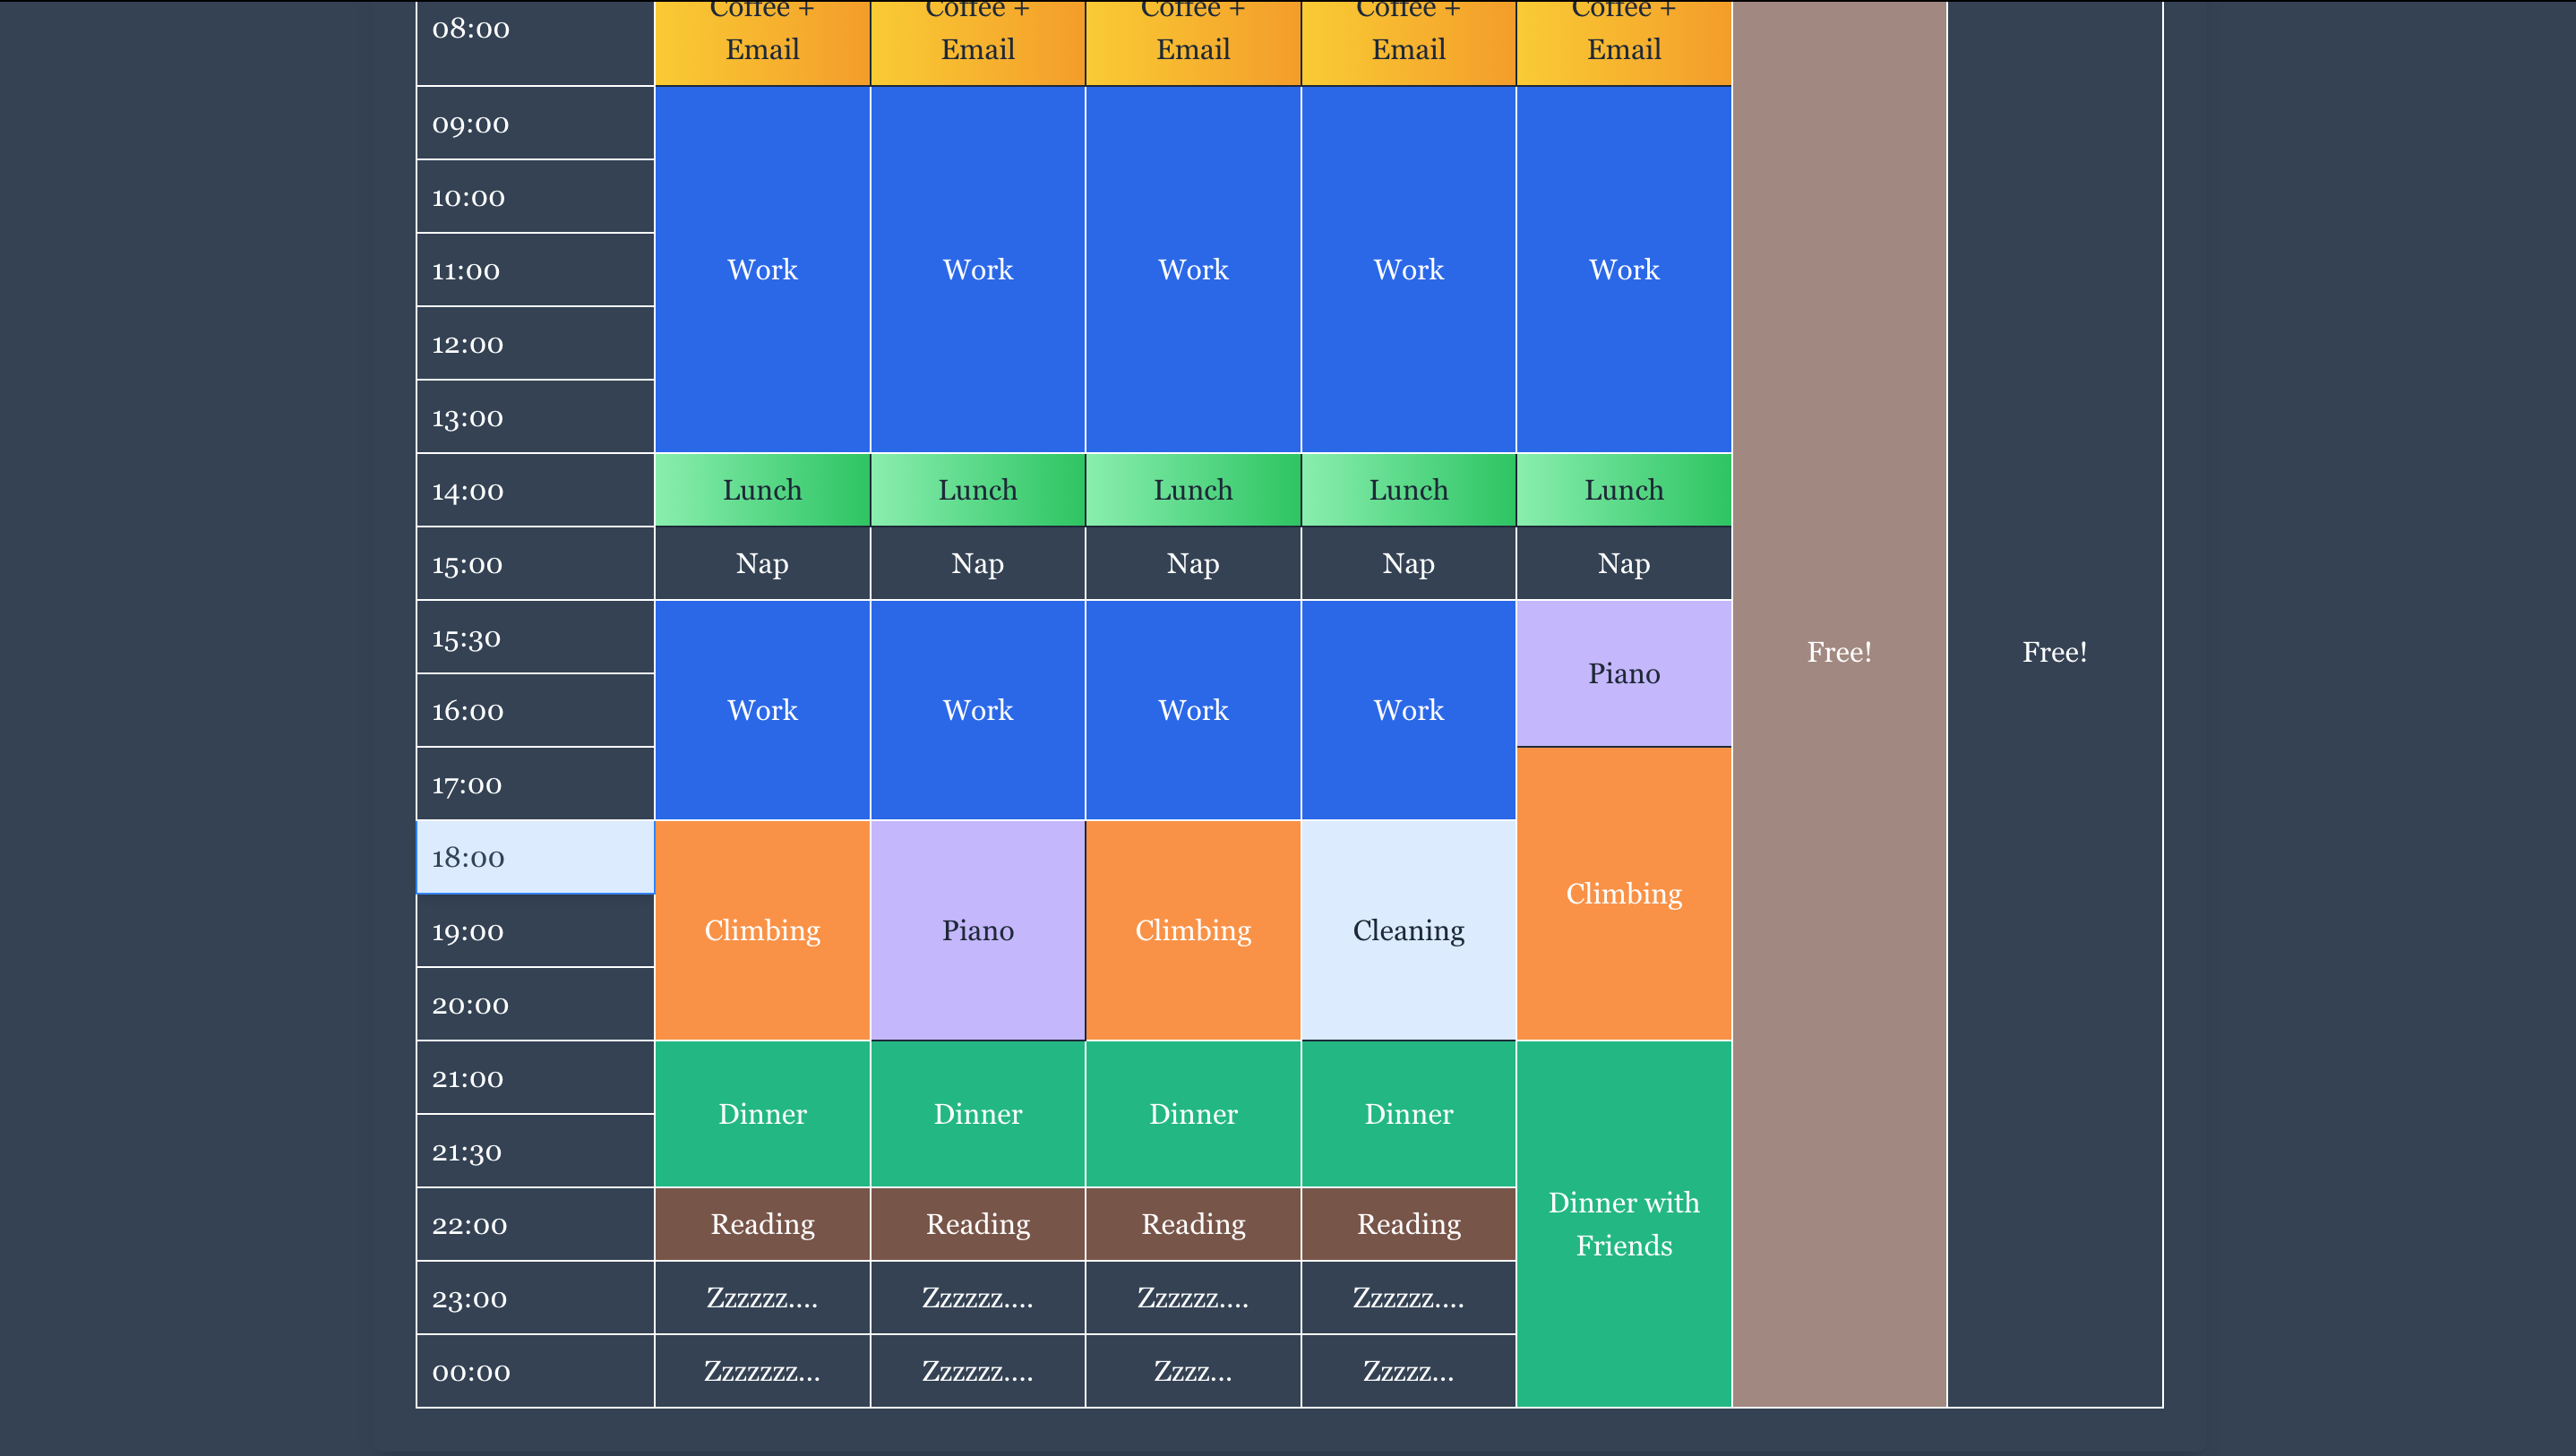 08:00
Coffee + Coffee + Coffee + Coffee + Coffee +
Email Email Email Email Email
09:00
10:00
11:00 Work Work Work Work Work
12:00
13:00
14:00 Lunch Lunch Lunch Lunch Lunch
15:00 Nap Nap Nap Nap Nap
15:30
Piano Free! Free!
16:00 Work Work Work Work
17:00
18:00
Climbing
19:00 Climbing Piano Climbing Cleaning
20:00
21:00
Dinner Dinner Dinner Dinner
21:30
22:00 Reading Reading Reading Reading
Dinner with
Friends
23:00 Zzzzzz.... Zzzzzz.... Zzzzzz.... Zzzzzz....
00:00 Zzzzzzz... Zzzzzz.... Zzzz... Zzzzz...